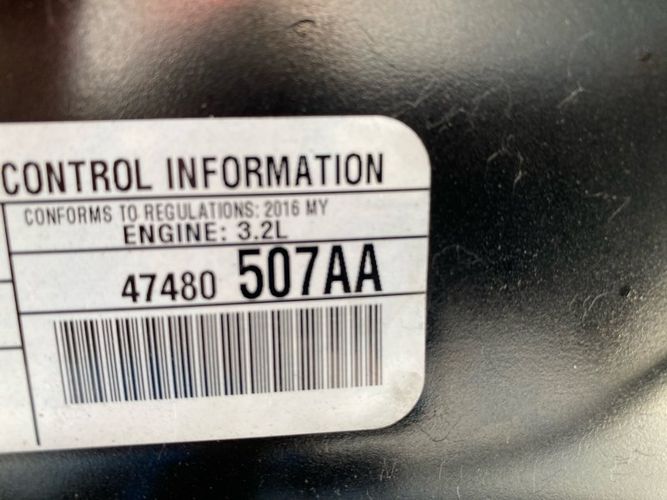 CONTROL INFORMATION
CONFORMS TO REGULATIONS: 2016 MY
ENGINE: 3.2L
47480 507AA